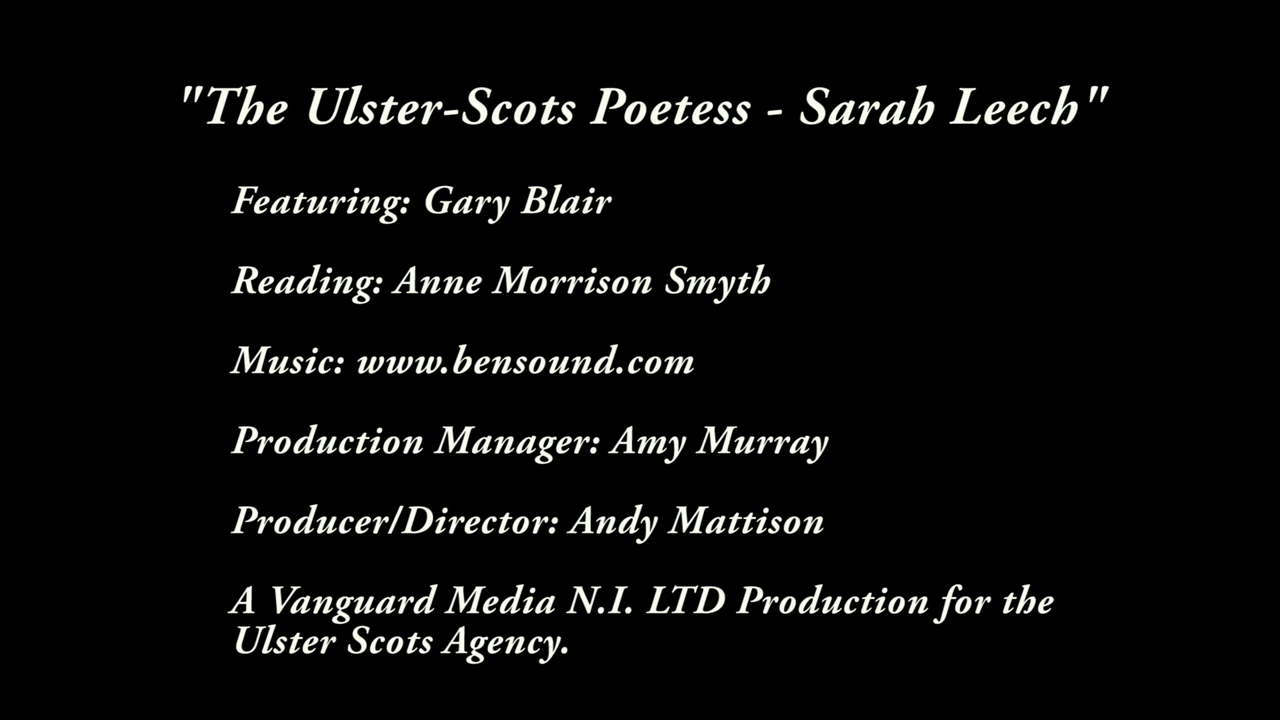 "The Ulster-Scots Poetess - Sarah Leech"
Featuring: Gary Blair
Reading: Anne Morrison Smyth
Music: www.bensound.com
Production Manager: Amy Murray
Producer/Director: Andy Mattison
A Vanguard Media N.I. LTD Production for the
Ulster Scots Agency.